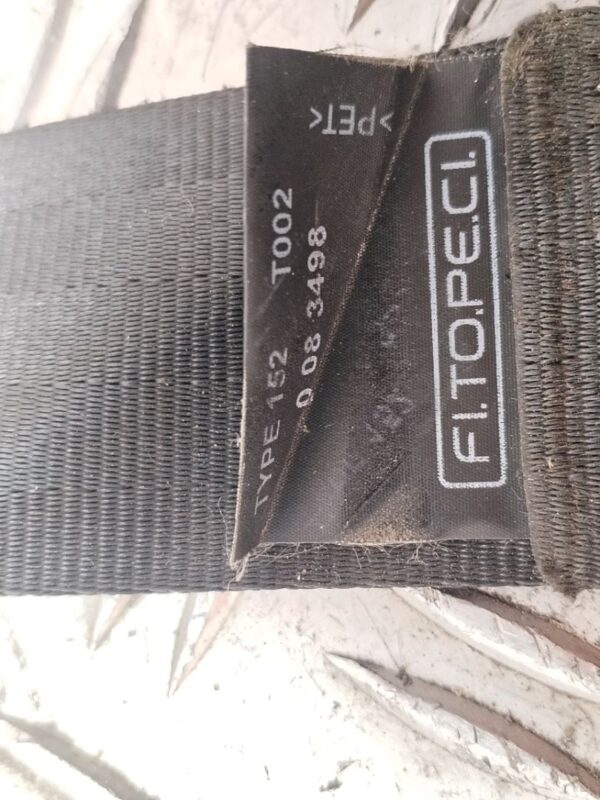 >PET<
TYPE 152 T002
0 08 3498
FI.TO.PE.CI.